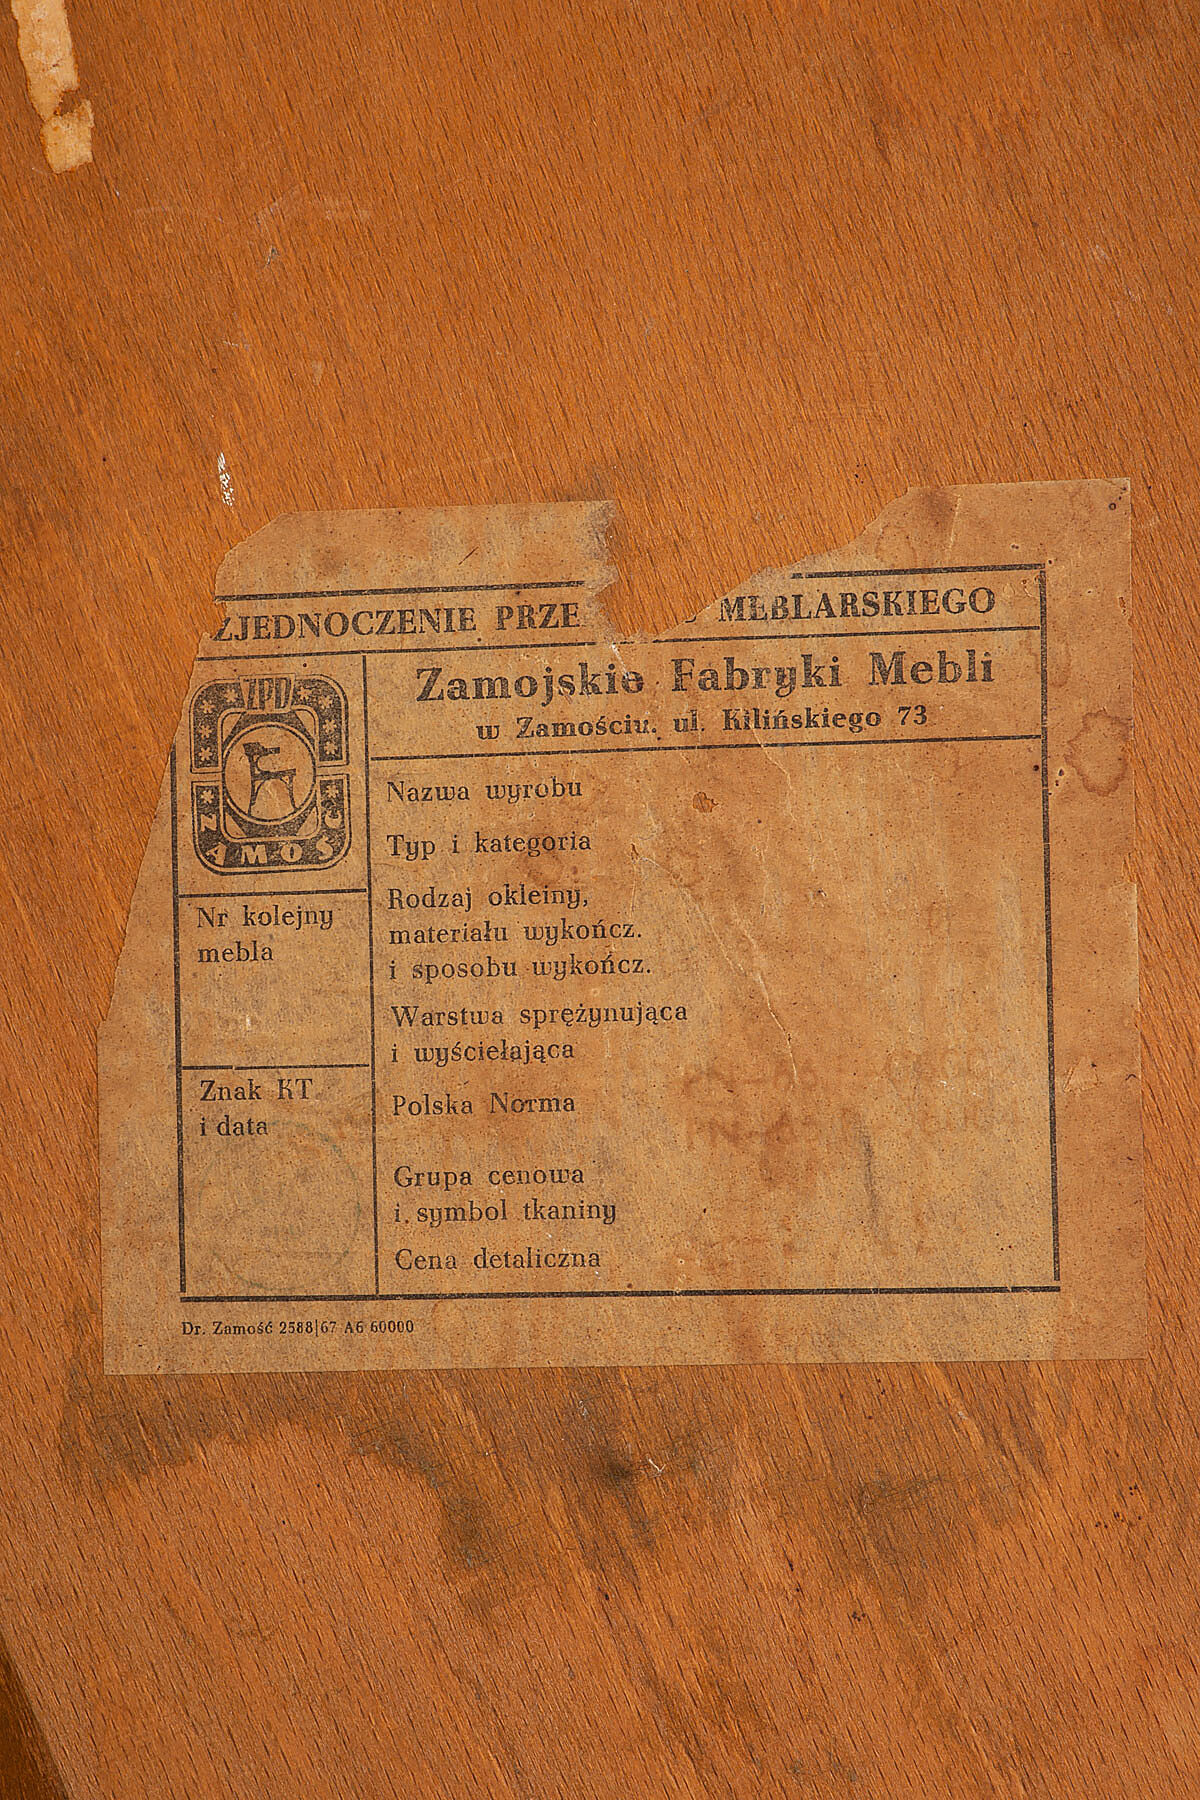 ZJEDNOCZENIE PRZE MEBLARSKIEGO
Zamojskie Fabryki Mebli
w Zamościu, ul. Kilińskiego 73
ZPD
ZAMOŚĆ
Nr kolejny
mebla
Znak KT
i data
Nazwa wyrobu
Typ i kategoria
Rodzaj okleiny,
materiału wykończ.
i sposobu wykończ.
Warstwa sprężynująca
i wyściełająca
Polska Norma
Grupa cenowa
i symbol tkaniny
Cena detaliczna
Dr. Zamość 2588|67 A6 60000